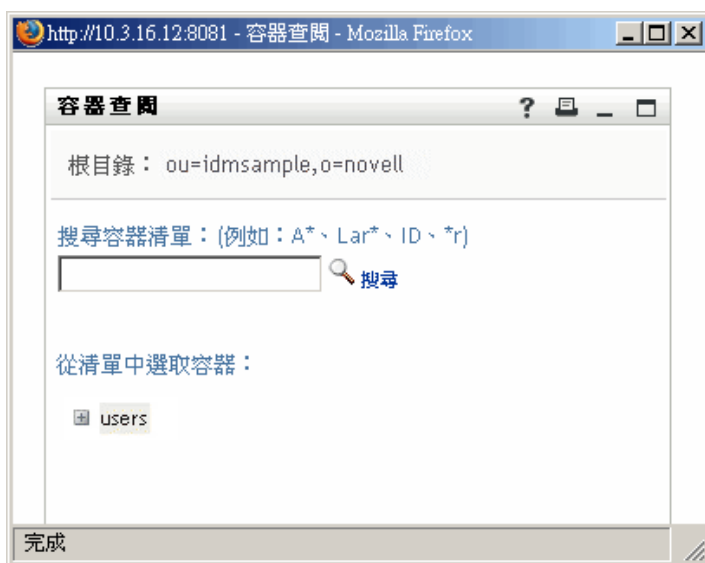 http://10.3.16.12:8081 - 容器查閱 - Mozilla Firefox
容器查閱
根目錄： ou=idmsample,o=novell
搜尋容器清單：(例如：A*、Lar*、ID、*r)
搜尋
從清單中選取容器：
users
完成